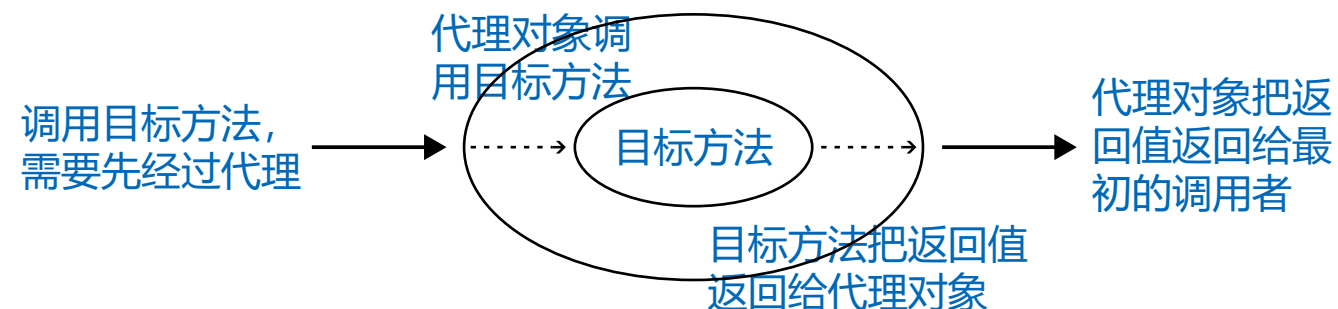 调用目标方法，
需要先经过代理
代理对象调
用目标方法
目标方法
目标方法把返回值
返回给代理对象
代理对象把返
回值返回给最
初的调用者